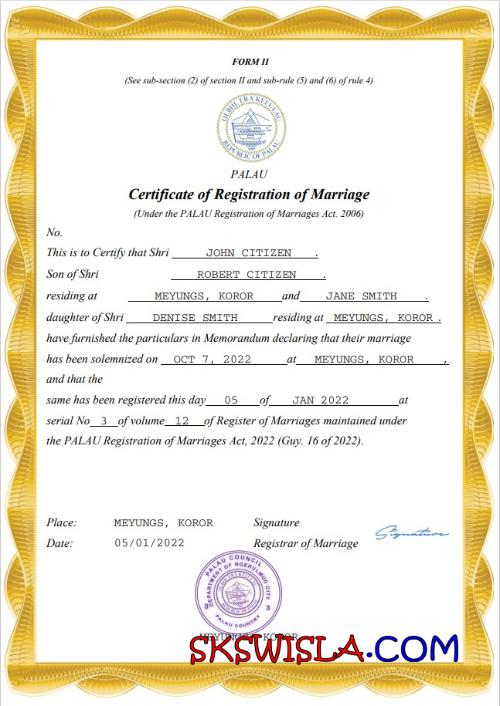 FORM II
(See sub-section (2) of section II and sub-rule (5) and (6) of rule 4)
OLBIIL ERA KELULAU
REPUBLIC OF PALAU
PALAU
Certificate of Registration of Marriage
(Under the PALAU Registration of Marriages Act. 2006)
No.
This is to Certify that Shri JOHN CITIZEN .
Son of Shri ROBERT CITIZEN .
residing at MEYUNGS, KOROR and JANE SMITH .
daughter of Shri DENISE SMITH residing at MEYUNGS, KOROR .
have furnished the particulars in Memorandum declaring that their marriage
has been solemnized on OCT 7, 2022 at MEYUNGS, KOROR ,
and that the
same has been registered this day 05 of JAN 2022 at
serial No 3 of volume 12 of Register of Marriages maintained under
the PALAU Registration of Marriages Act, 2022 (Guy. 16 of 2022).
Place: MEYUNGS, KOROR Signature
Signature
Date: 05/01/2022 Registrar of Marriage
PALAU COUNCIL
DEPARTMENT OF NGERULMUD CITY
PALAU COUNTRY
MEYUNGS, KOROR
SKSWISLA.COM